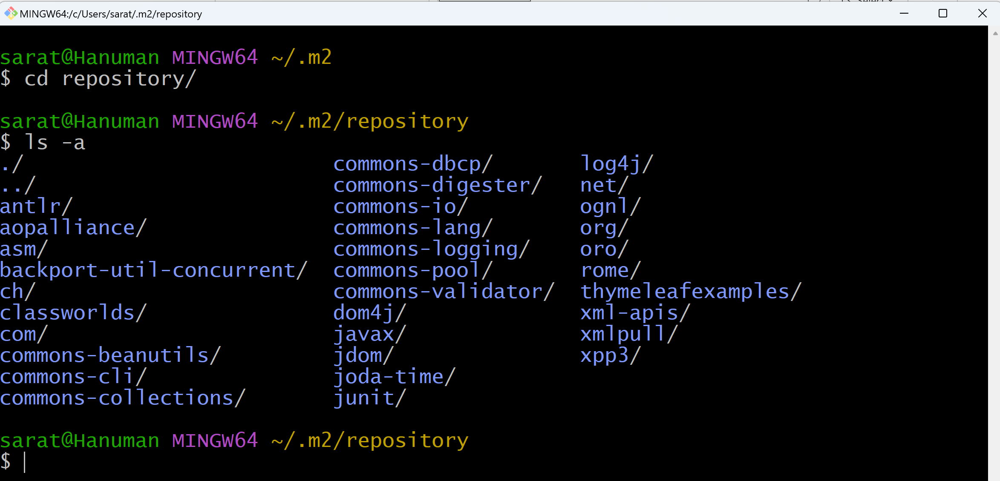 MINGW64:/c/Users/sarat/.m2/repository
sarat@Hanuman MINGW64 ~/.m2
$ cd repository/
sarat@Hanuman MINGW64 ~/.m2/repository
$ ls -a
./ commons-dbcp/ log4j/
../ commons-digester/ net/
antlr/ commons-io/ ognl/
aopalliance/ commons-lang/ org/
asm/ commons-logging/ oro/
backport-util-concurrent/ commons-pool/ rome/
ch/ commons-validator/ thymeleafexamples/
classworlds/ dom4j/ xml-apis/
com/ javax/ xmlpull/
commons-beanutils/ jdom/ xpp3/
commons-cli/ joda-time/
commons-collections/ junit/
sarat@Hanuman MINGW64 ~/.m2/repository
$